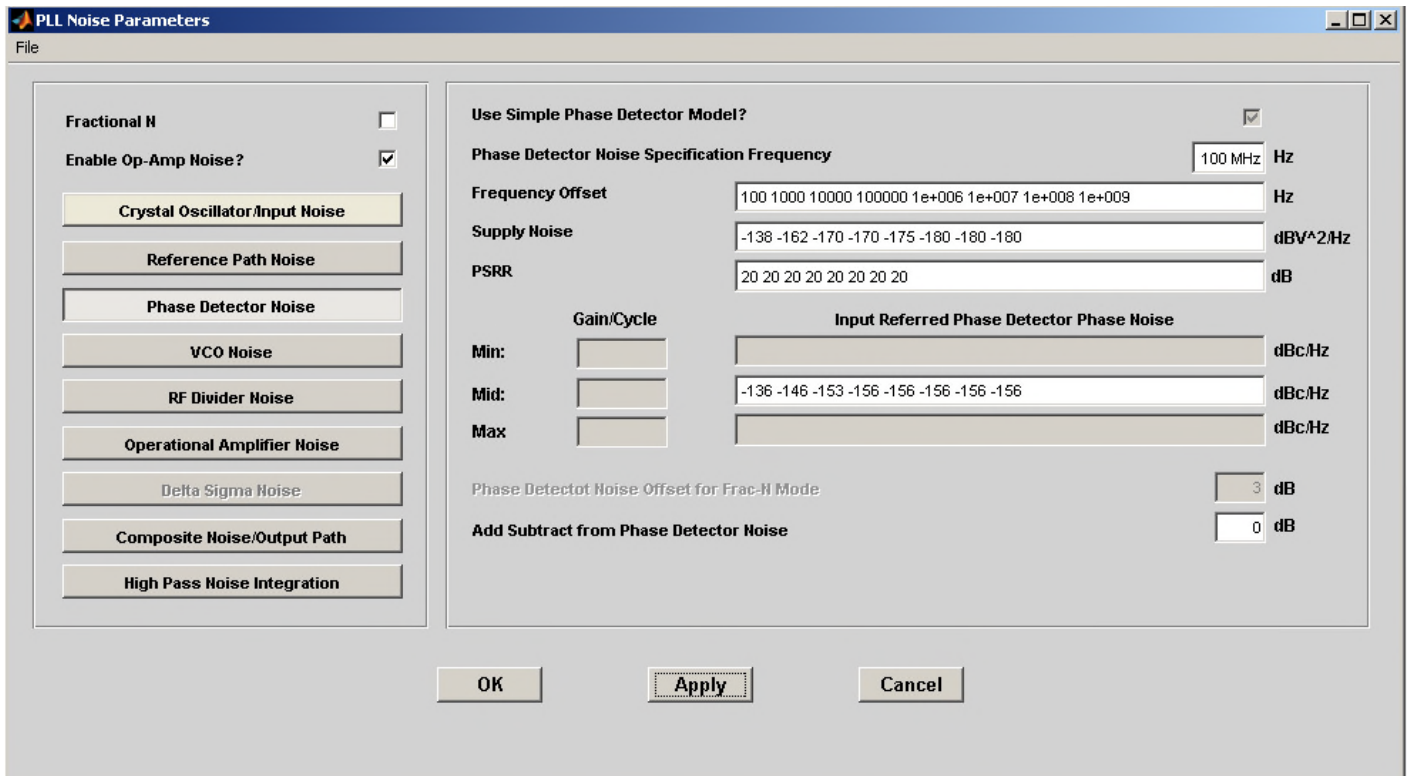 PLL Noise Parameters
File
Fractional N
Enable Op-Amp Noise?
Crystal Oscillator/Input Noise
Reference Path Noise
Phase Detector Noise
VCO Noise
RF Divider Noise
Operational Amplifier Noise
Delta Sigma Noise
Composite Noise/Output Path
High Pass Noise Integration
Use Simple Phase Detector Model?
Phase Detector Noise Specification Frequency 100 MHz Hz
Frequency Offset 100 1000 10000 100000 1e+006 1e+007 1e+008 1e+009 Hz
Supply Noise -138 -162 -170 -170 -175 -180 -180 -180 dBV^2/Hz
PSRR 20 20 20 20 20 20 20 20 dB
Gain/Cycle Input Referred Phase Detector Phase Noise
Min: dBc/Hz
Mid: -136 -146 -153 -156 -156 -156 -156 -156 dBc/Hz
Max dBc/Hz
Phase Detectot Noise Offset for Frac-N Mode 3 dB
Add Subtract from Phase Detector Noise 0 dB
OK Apply Cancel